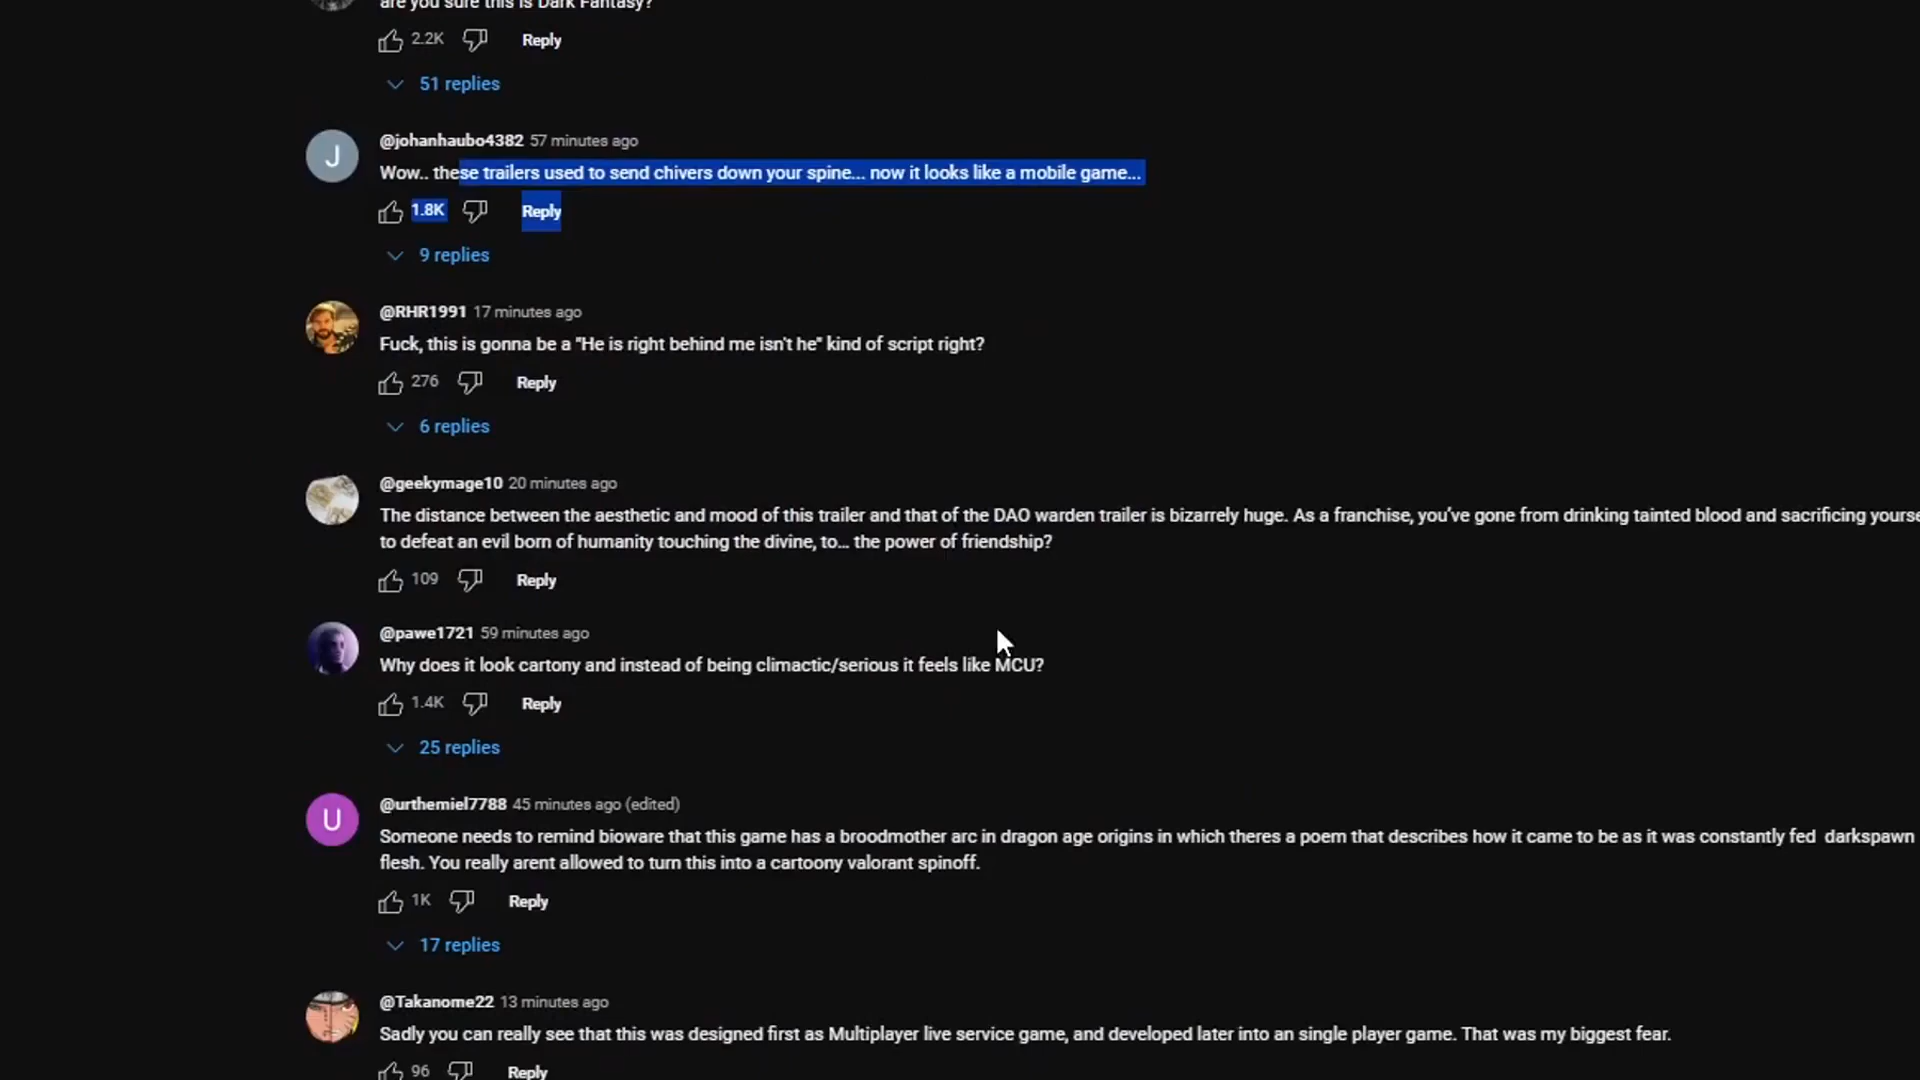 are you sure this is Dark Fantasy?
2.2K Reply
51 replies
J
@johanhaubo4382 57 minutes ago
Wow.. these trailers used to send chivers down your spine... now it looks like a mobile game...
1.8K Reply
9 replies
@RHR1991 17 minutes ago
Fuck, this is gonna be a "He is right behind me isn't he" kind of script right?
276 Reply
6 replies
@geekymage10 20 minutes ago
The distance between the aesthetic and mood of this trailer and that of the DAO warden trailer is bizarrely huge. As a franchise, you've gone from drinking tainted blood and sacrificing yourse
to defeat an evil born of humanity touching the divine, to... the power of friendship?
109 Reply
@pawe1721 59 minutes ago
Why does it look cartony and instead of being climactic/serious it feels like MCU?
1.4K Reply
25 replies
U
@urthemiel7788 45 minutes ago (edited)
Someone needs to remind bioware that this game has a broodmother arc in dragon age origins in which theres a poem that describes how it came to be as it was constantly fed darkspawn
flesh. You really arent allowed to turn this into a cartoony valorant spinoff.
1K Reply
17 replies
@Takanome22 13 minutes ago
Sadly you can really see that this was designed first as Multiplayer live service game, and developed later into an single player game. That was my biggest fear.
96 Reply